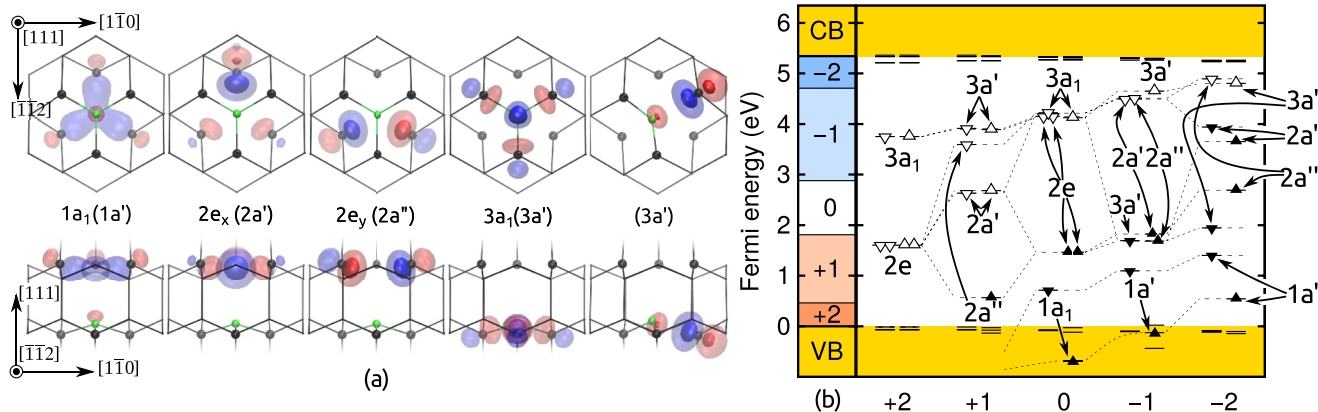 [11̅0]
[111]
[1̅1̅2]
1a₁(1a')
2eₓ(2a')
2e_y(2a")
3a₁(3a')
(3a')
[111]
[1̅1̅2]
[11̅0]
(a)
Fermi energy (eV)
6
5
4
3
2
1
0
CB
−2
−1
0
+1
+2
VB
3a₁
2e
3a'
2a'
2a"
3a₁
2e
1a₁
3a'
2a' 2a"
3a'
1a'
3a'
2a'
2a"
1a'
(b)
+2 +1 0 −1 −2